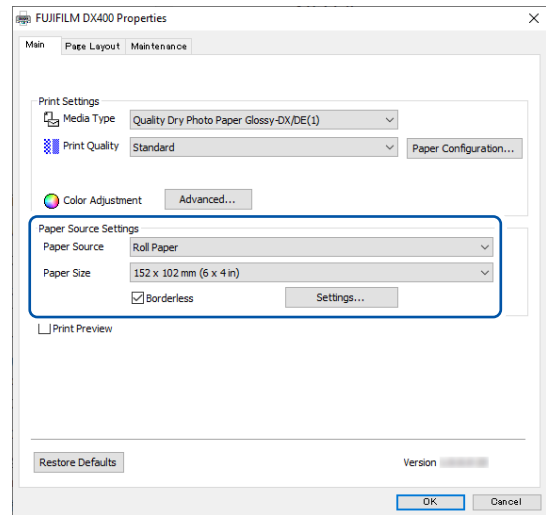 FUJIFILM DX400 Properties
Main Page Layout Maintenance
Print Settings
Media Type Quality Dry Photo Paper Glossy-DX/DE(1)
Print Quality Standard Paper Configuration...
Color Adjustment Advanced...
Paper Source Settings
Paper Source Roll Paper
Paper Size 152 x 102 mm (6 x 4 in)
Borderless Settings...
Print Preview
Restore Defaults Version
OK Cancel